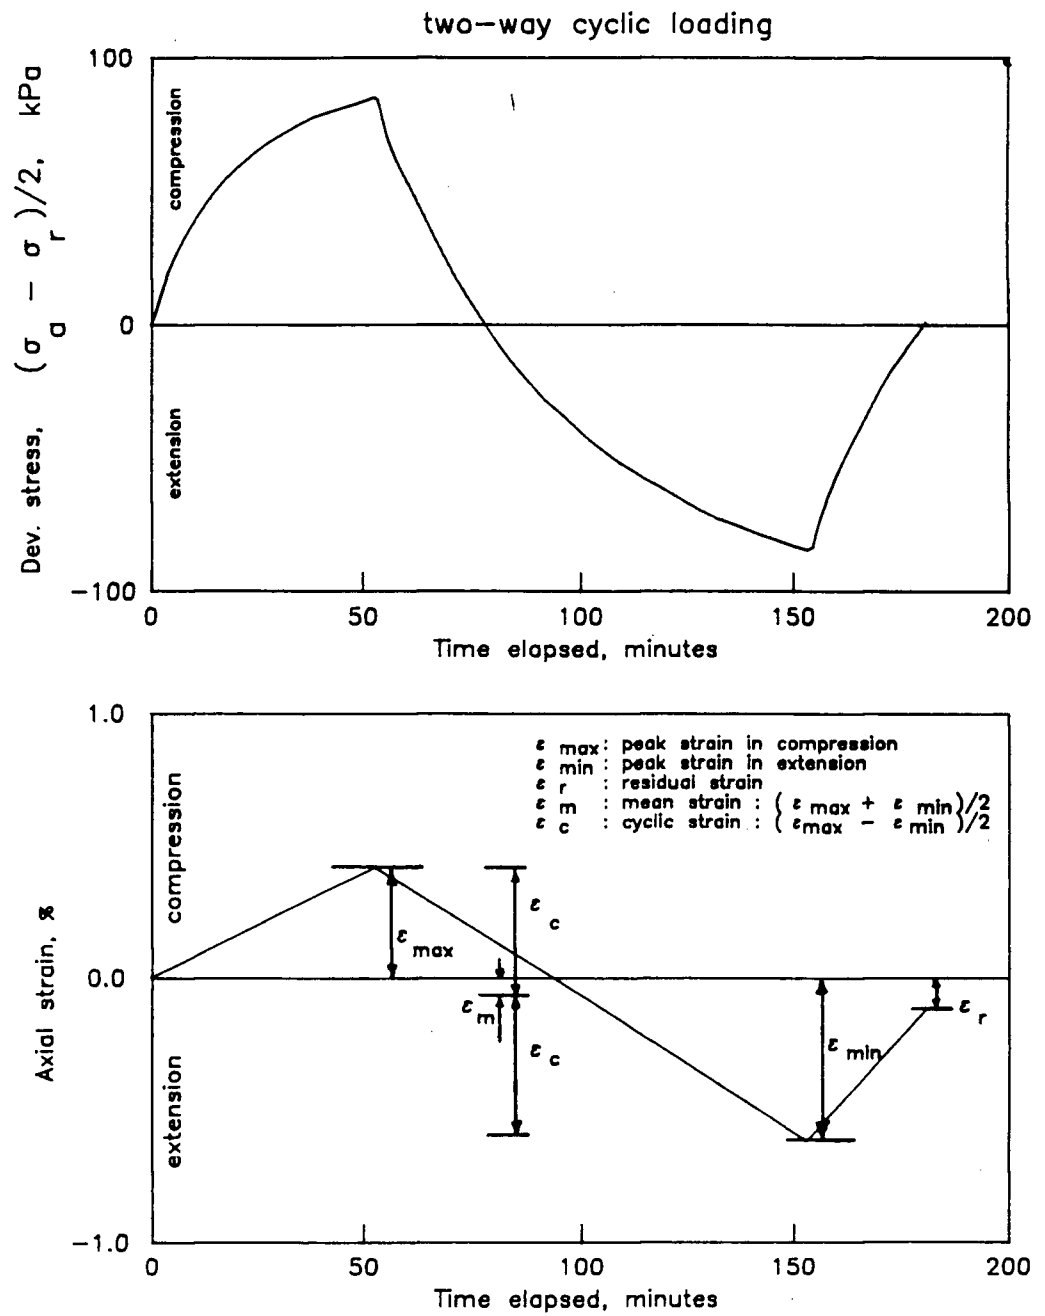 two-way cyclic loading
100
0
-100
compression
extension
Dev. stress, (σ a - σ r )/2, kPa
0 50 100 150 200
Time elapsed, minutes
1.0
0.0
-1.0
compression
extension
Axial strain, %
ε max : peak strain in compression
ε min : peak strain in extension
ε r : residual strain
ε m : mean strain : (ε max + ε min)/2
ε c : cyclic strain : (ε max - ε min)/2
ε c
ε max
ε m
ε c
ε min
ε r
0 50 100 150 200
Time elapsed, minutes